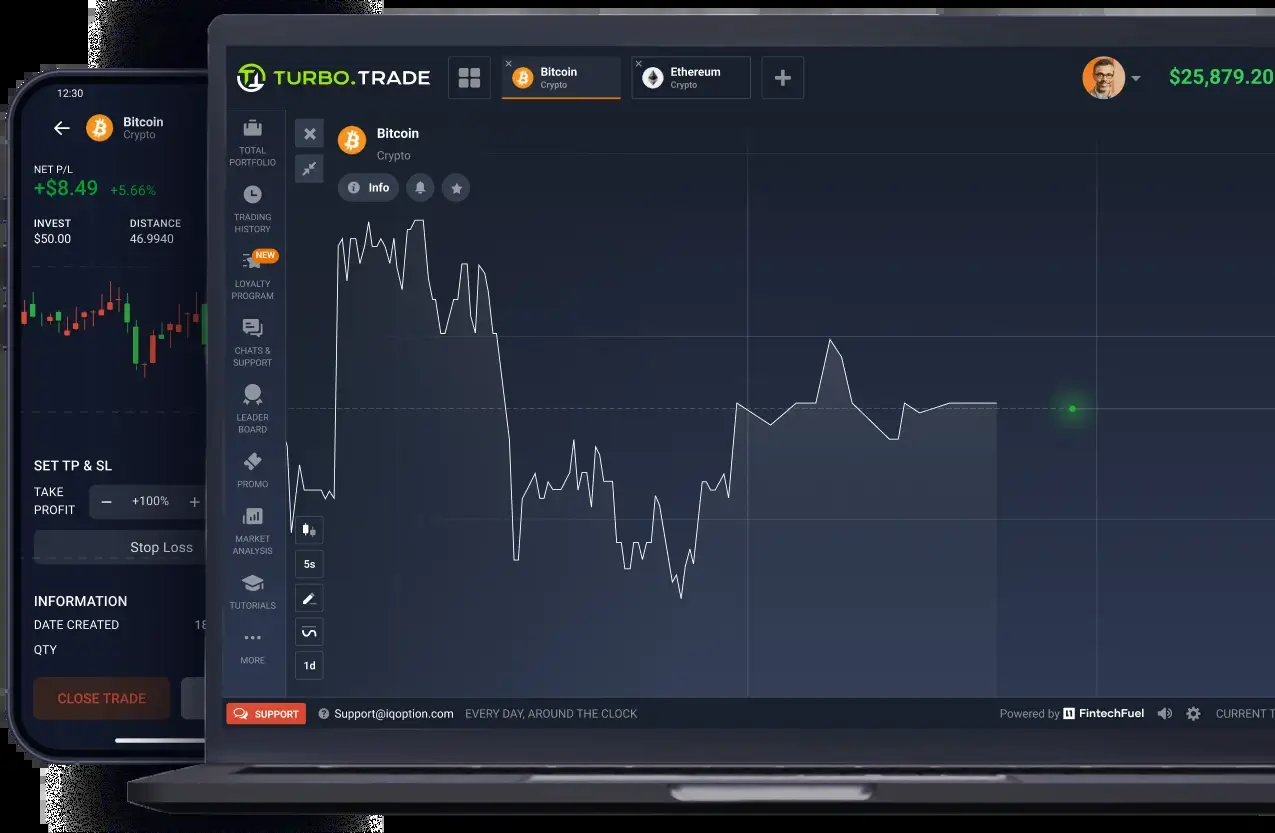 12:30
Bitcoin
Crypto
NET P/L
+$8.49 +5.66%
INVEST DISTANCE
$50.00 46.9940
SET TP & SL
TAKE
PROFIT
− +100% +
Stop Loss
INFORMATION
DATE CREATED 18
QTY
CLOSE TRADE
TURBO.TRADE
Bitcoin
Crypto
Ethereum
Crypto
$25,879.20
TOTAL
PORTFOLIO
TRADING
HISTORY
NEW
LOYALTY
PROGRAM
CHATS &
SUPPORT
LEADER
BOARD
PROMO
MARKET
ANALYSIS
TUTORIALS
MORE
Bitcoin
Crypto
Info
5s
1d
SUPPORT
Support@iqoption.com EVERY DAY, AROUND THE CLOCK
Powered by FintechFuel
CURRENT T